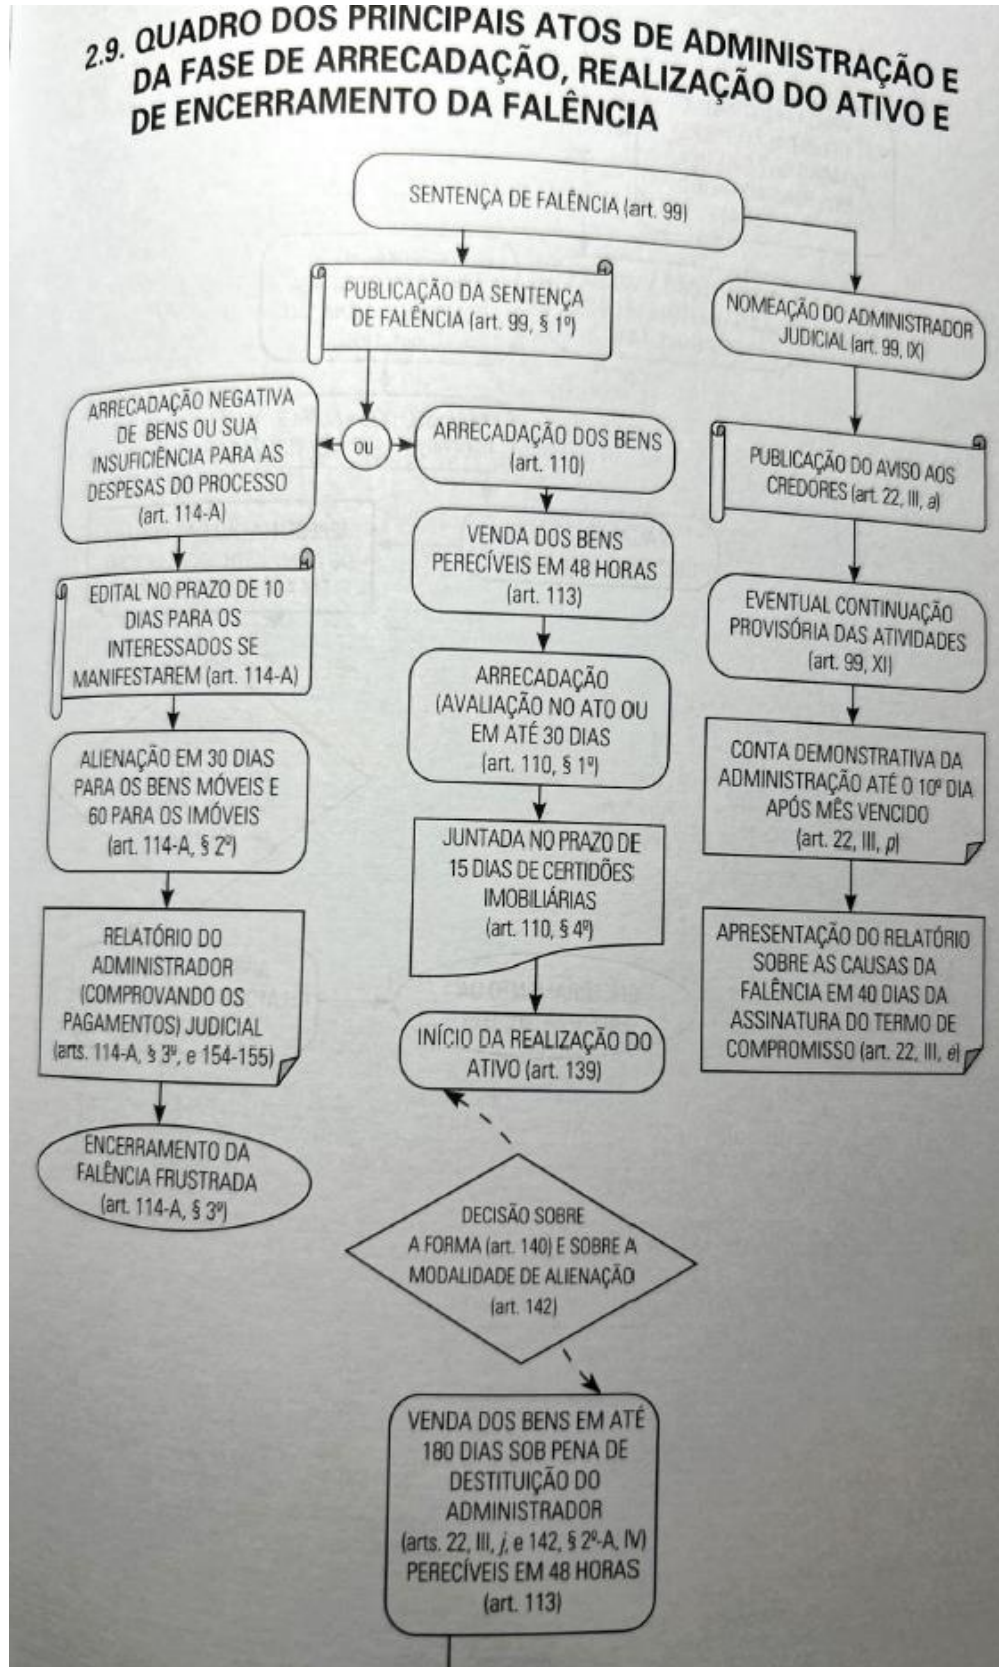 2.9. QUADRO DOS PRINCIPAIS ATOS DE ADMINISTRAÇÃO E
DA FASE DE ARRECADAÇÃO, REALIZAÇÃO DO ATIVO E
DE ENCERRAMENTO DA FALÊNCIA
SENTENÇA DE FALÊNCIA (art. 99)
PUBLICAÇÃO DA SENTENÇA
DE FALÊNCIA (art. 99, § 1º)
NOMEAÇÃO DO ADMINISTRADOR
JUDICIAL (art. 99, IX)
ARRECADAÇÃO NEGATIVA
DE BENS OU SUA
INSUFICIÊNCIA PARA AS
DESPESAS DO PROCESSO
(art. 114-A)
OU
ARRECADAÇÃO DOS BENS
(art. 110)
PUBLICAÇÃO DO AVISO AOS
CREDORES (art. 22, III, a)
EDITAL NO PRAZO DE 10
DIAS PARA OS
INTERESSADOS SE
MANIFESTAREM (art. 114-A)
VENDA DOS BENS
PERECÍVEIS EM 48 HORAS
(art. 113)
EVENTUAL CONTINUAÇÃO
PROVISÓRIA DAS ATIVIDADES
(art. 99, XI)
ALIENAÇÃO EM 30 DIAS
PARA OS BENS MÓVEIS E
60 PARA OS IMÓVEIS
(art. 114-A, § 2º)
ARRECADAÇÃO
(AVALIAÇÃO NO ATO OU
EM ATÉ 30 DIAS
(art. 110, § 1º)
CONTA DEMONSTRATIVA DA
ADMINISTRAÇÃO ATÉ O 10º DIA
APÓS MÊS VENCIDO
(art. 22, III, p)
RELATÓRIO DO
ADMINISTRADOR
(COMPROVANDO OS
PAGAMENTOS) JUDICIAL
(arts. 114-A, § 3º, e 154-155)
JUNTADA NO PRAZO DE
15 DIAS DE CERTIDÕES
IMOBILIÁRIAS
(art. 110, § 4º)
APRESENTAÇÃO DO RELATÓRIO
SOBRE AS CAUSAS DA
FALÊNCIA EM 40 DIAS DA
ASSINATURA DO TERMO DE
COMPROMISSO (art. 22, III, e)
ENCERRAMENTO DA
FALÊNCIA FRUSTRADA
(art. 114-A, § 3º)
INÍCIO DA REALIZAÇÃO DO
ATIVO (art. 139)
DECISÃO SOBRE
A FORMA (art. 140) E SOBRE A
MODALIDADE DE ALIENAÇÃO
(art. 142)
VENDA DOS BENS EM ATÉ
180 DIAS SOB PENA DE
DESTITUIÇÃO DO
ADMINISTRADOR
(arts. 22, III, j, e 142, § 2º-A, IV)
PERECÍVEIS EM 48 HORAS
(art. 113)